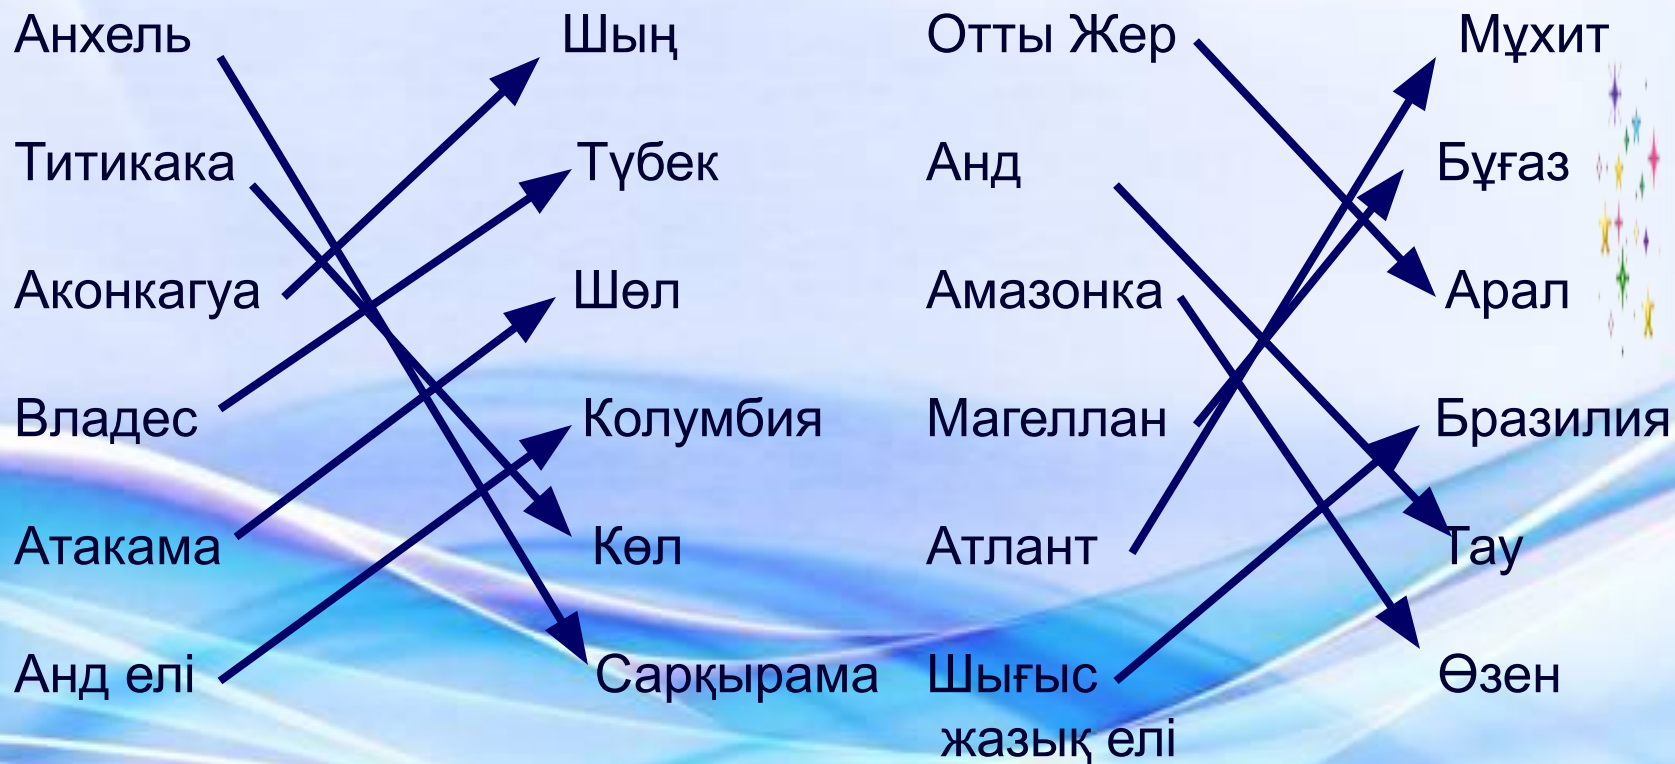 Анхель Шың Отты Жер Мұхит
Титикака Түбек Анд Бұғаз
Аконкагуа Шөл Амазонка Арал
Владес Колумбия Магеллан Бразилия
Атакама Көл Атлант Тау
Анд елі Сарқырама Шығыс Өзен
жазық елі